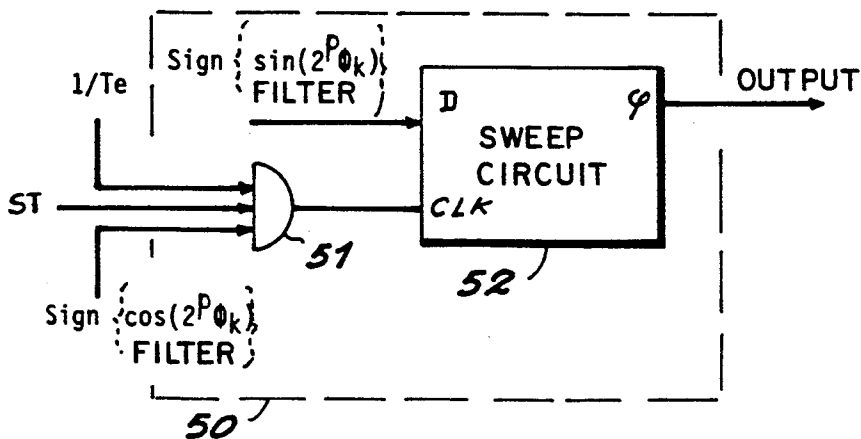 Sign {sin(2^P Φk)}
FILTER
1/Te
D
φ
OUTPUT
SWEEP
CIRCUIT
ST
CLK
51
52
Sign {cos(2^P Φk)}
FILTER
50